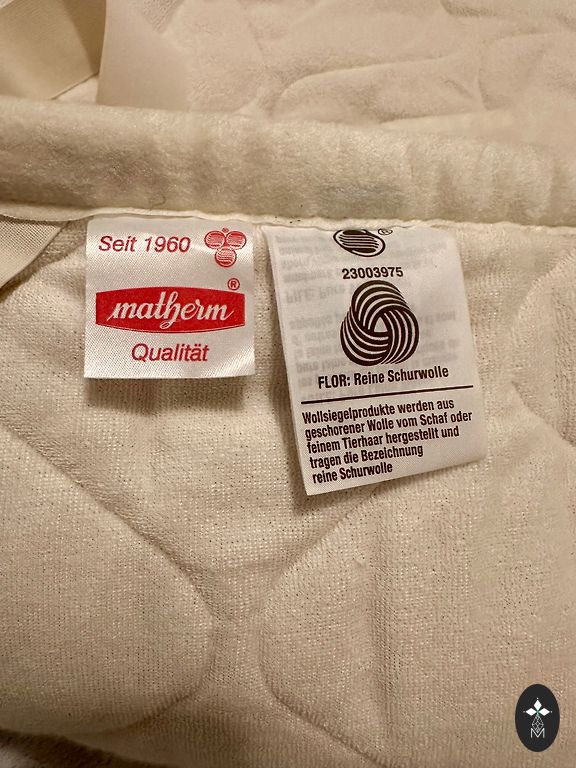 Seit 1960
matherm®
Qualität
®
23003975
FLOR: Reine Schurwolle
Wollsiegelprodukte werden aus
geschorener Wolle vom Schaf oder
feinem Tierhaar hergestellt und
tragen die Bezeichnung
reine Schurwolle
M